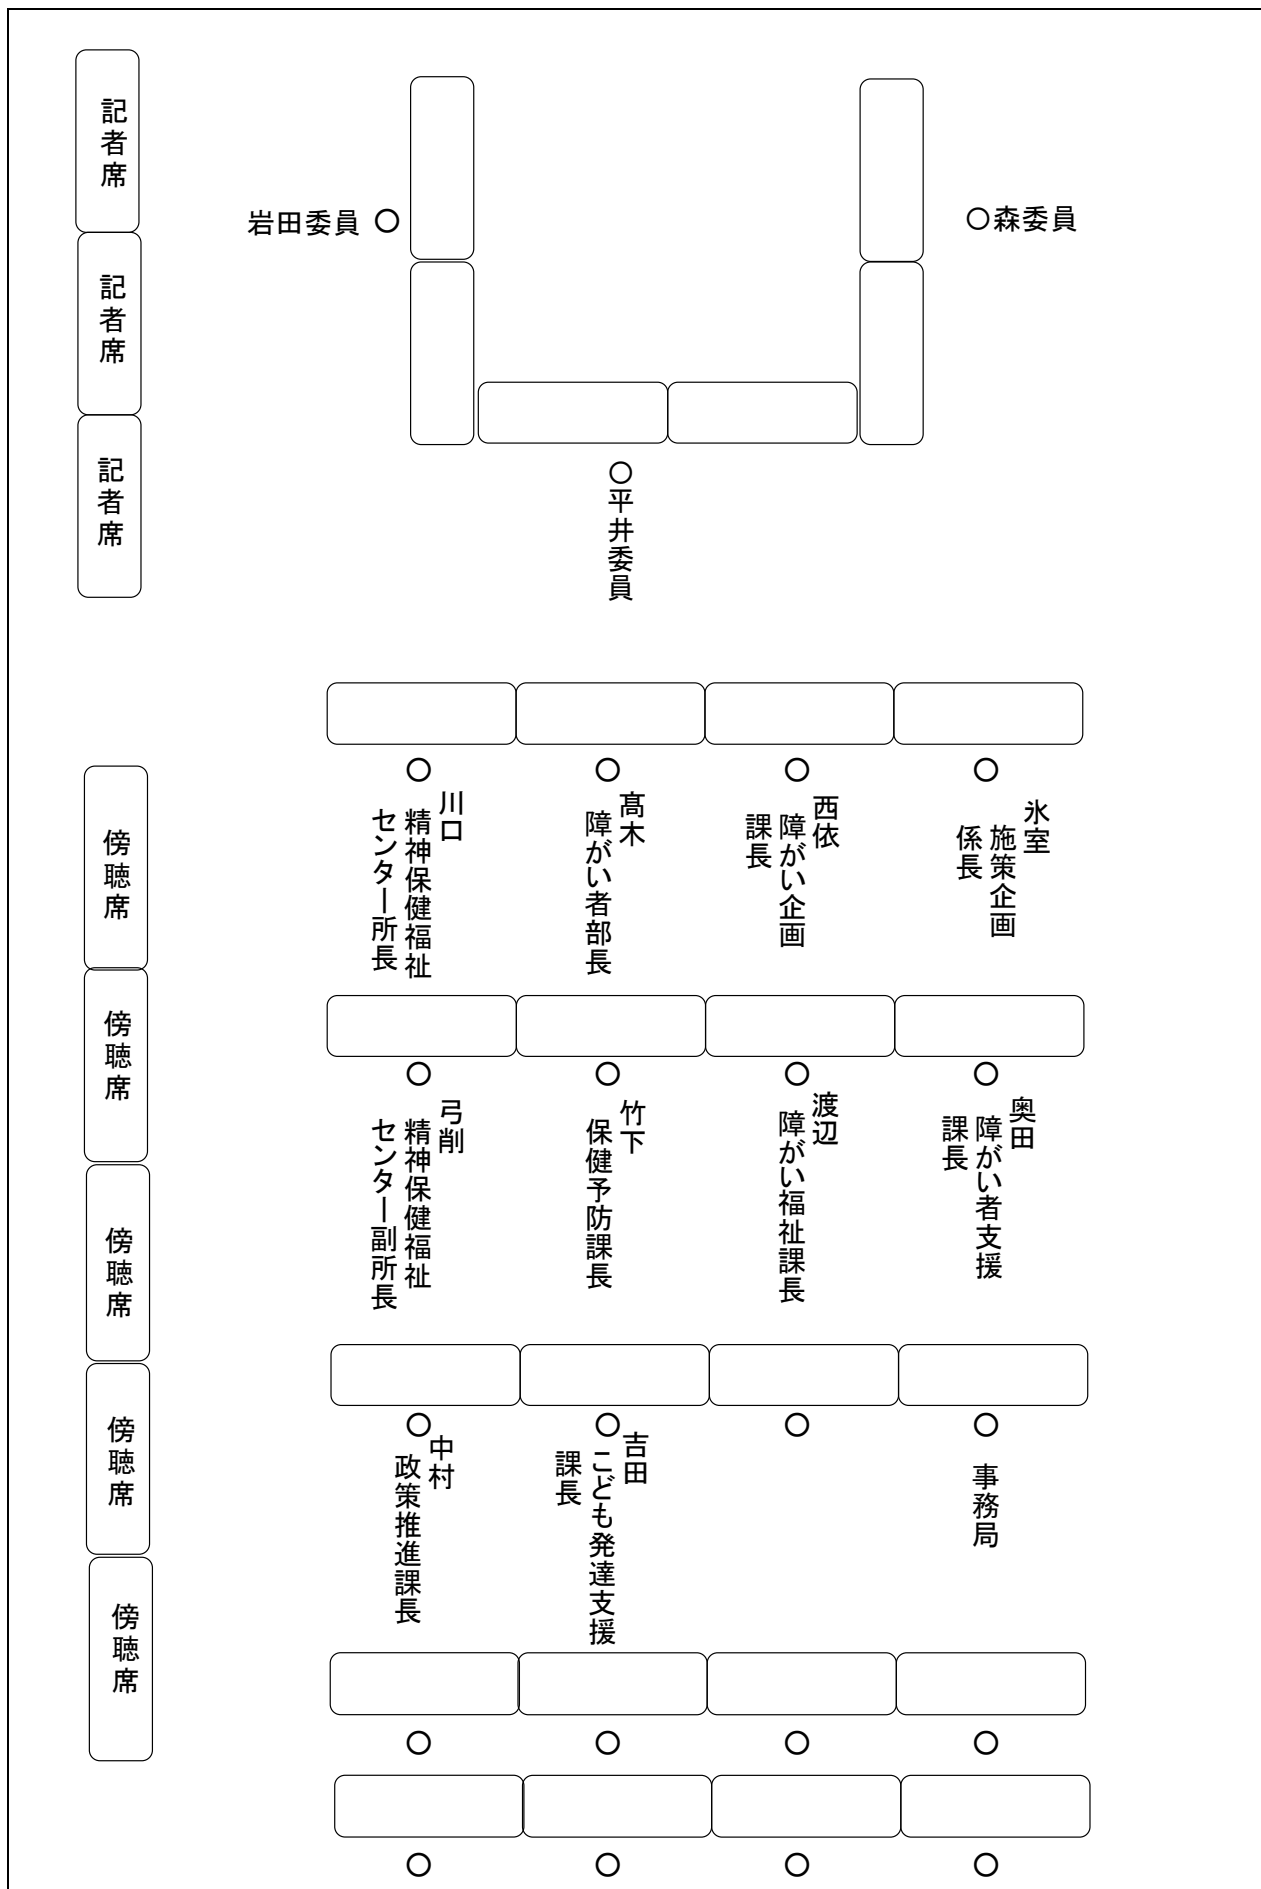 記者席
記者席
記者席
岩田委員 ○
○森委員
○平井委員
傍聴席
傍聴席
傍聴席
傍聴席
傍聴席
○
川口
精神保健福祉
センター所長
○
髙木
障がい者部長
○
西依
障がい企画
課長
○
氷室
施策企画
係長
○
弓削
精神保健福祉
センター副所長
○
竹下
保健予防課長
○
渡辺
障がい福祉課長
○
奥田
障がい者支援
課長
○
中村
政策推進課長
○
吉田
こども発達支援
課長
○
○
事務局
○
○
○
○
○
○
○
○